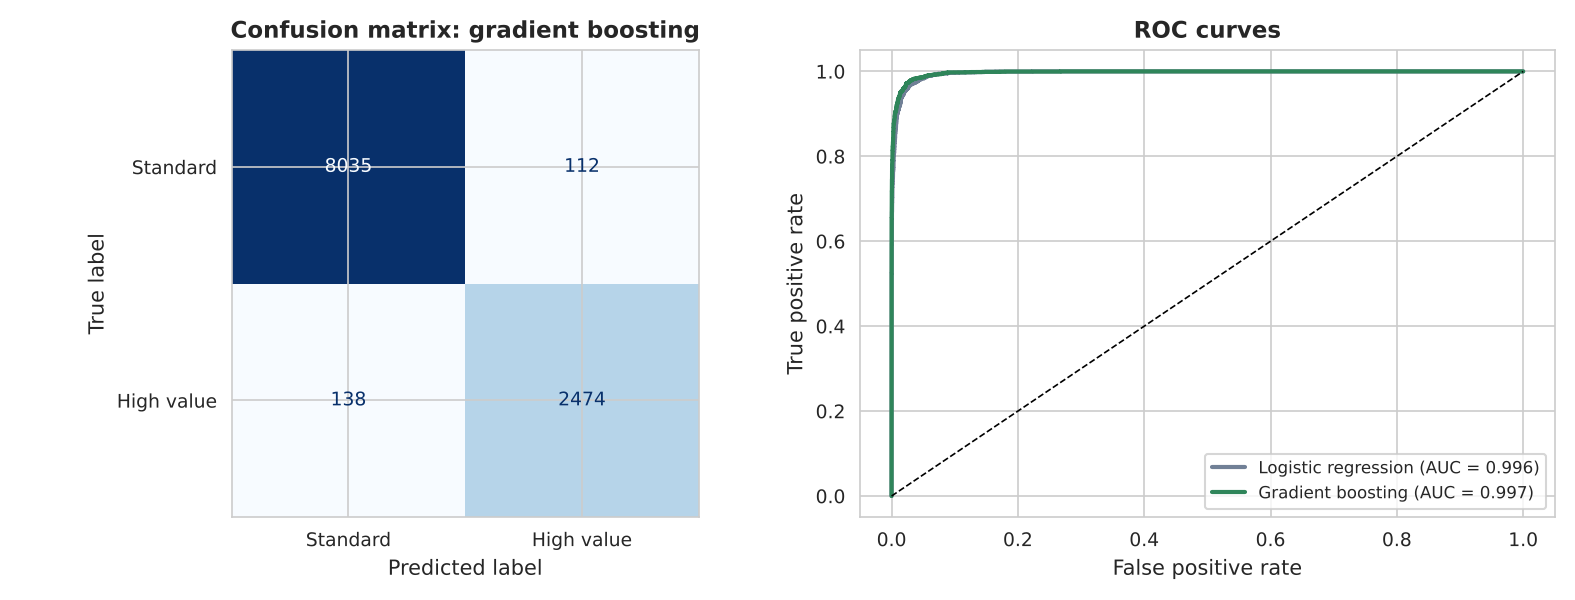 Confusion matrix: gradient boosting
Standard
8035
112
True label
High value
138
2474
Standard
High value
Predicted label
ROC curves
1.0
0.8
0.6
0.4
0.2
0.0
True positive rate
Logistic regression (AUC = 0.996)
Gradient boosting (AUC = 0.997)
0.0
0.2
0.4
0.6
0.8
1.0
False positive rate